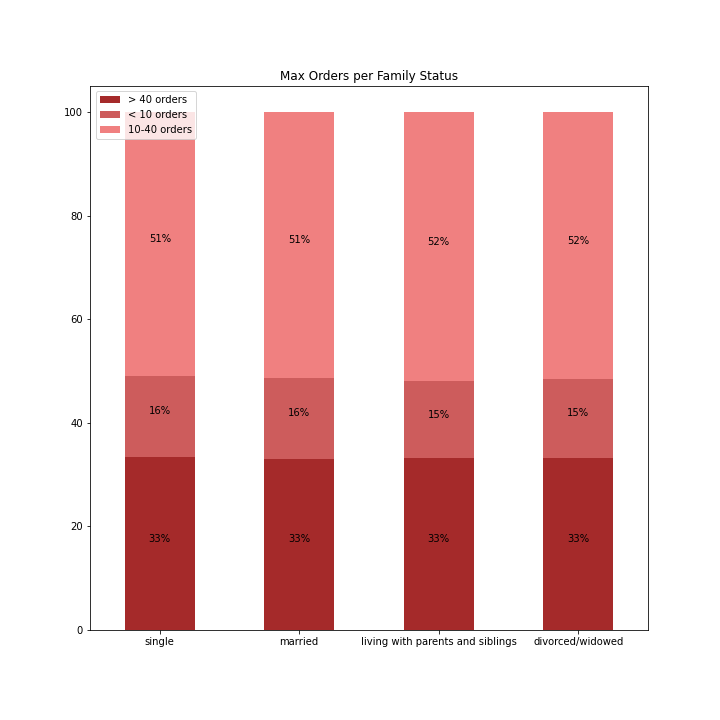 Max Orders per Family Status
> 40 orders
< 10 orders
10-40 orders
100
80
60
40
20
0
51%
51%
52%
52%
16%
16%
15%
15%
33%
33%
33%
33%
single
married
living with parents and siblings
divorced/widowed